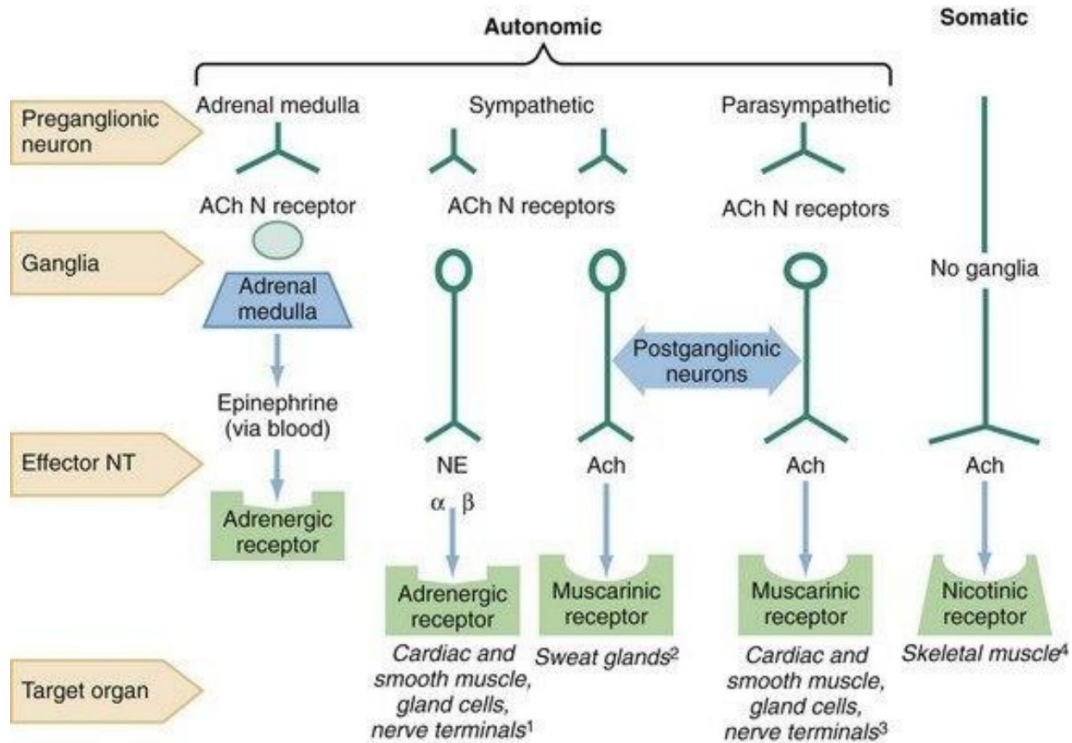 Autonomic
Somatic
Preganglionic
neuron
Adrenal medulla
Sympathetic
Parasympathetic
ACh N receptor
ACh N receptors
ACh N receptors
Ganglia
Adrenal
medulla
No ganglia
Postganglionic
neurons
Epinephrine
(via blood)
Effector NT
NE
Ach
Ach
Ach
α β
Adrenergic
receptor
Adrenergic
receptor
Muscarinic
receptor
Muscarinic
receptor
Nicotinic
receptor
Target organ
Cardiac and
smooth muscle,
gland cells,
nerve terminals¹
Sweat glands²
Cardiac and
smooth muscle,
gland cells,
nerve terminals³
Skeletal muscle⁴